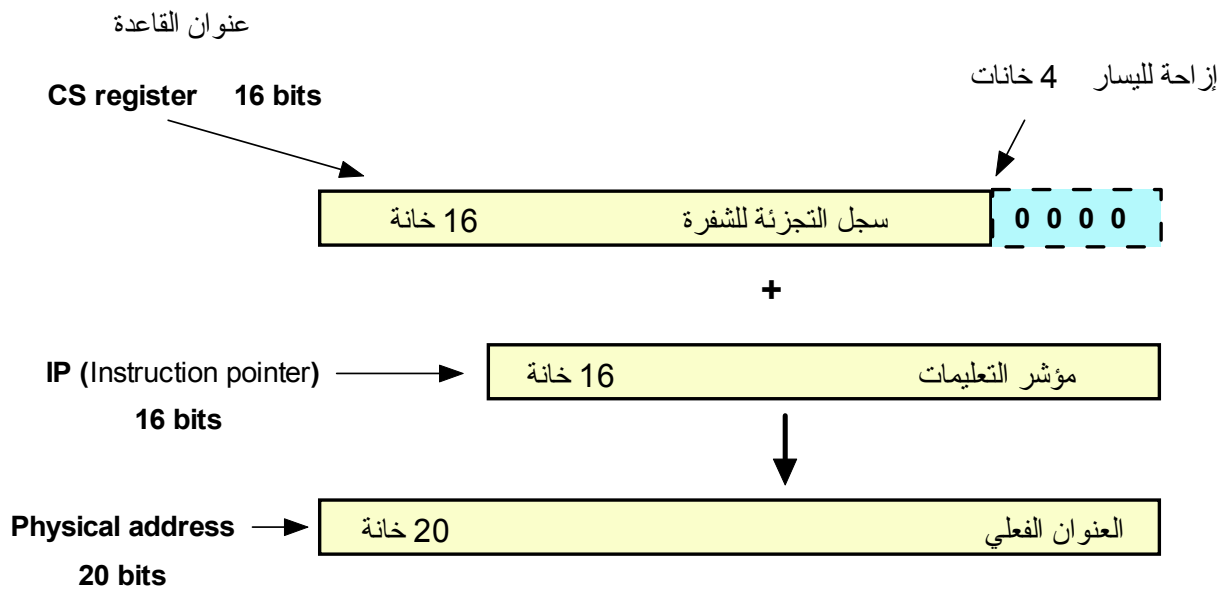 عنوان القاعدة
إزاحة لليسار 4 خانات
CS register 16 bits
سجل التجزئة للشفرة 16 خانة
0 0 0 0
+
IP (Instruction pointer)
16 bits
مؤشر التعليمات 16 خانة
Physical address
20 bits
العنوان الفعلي 20 خانة